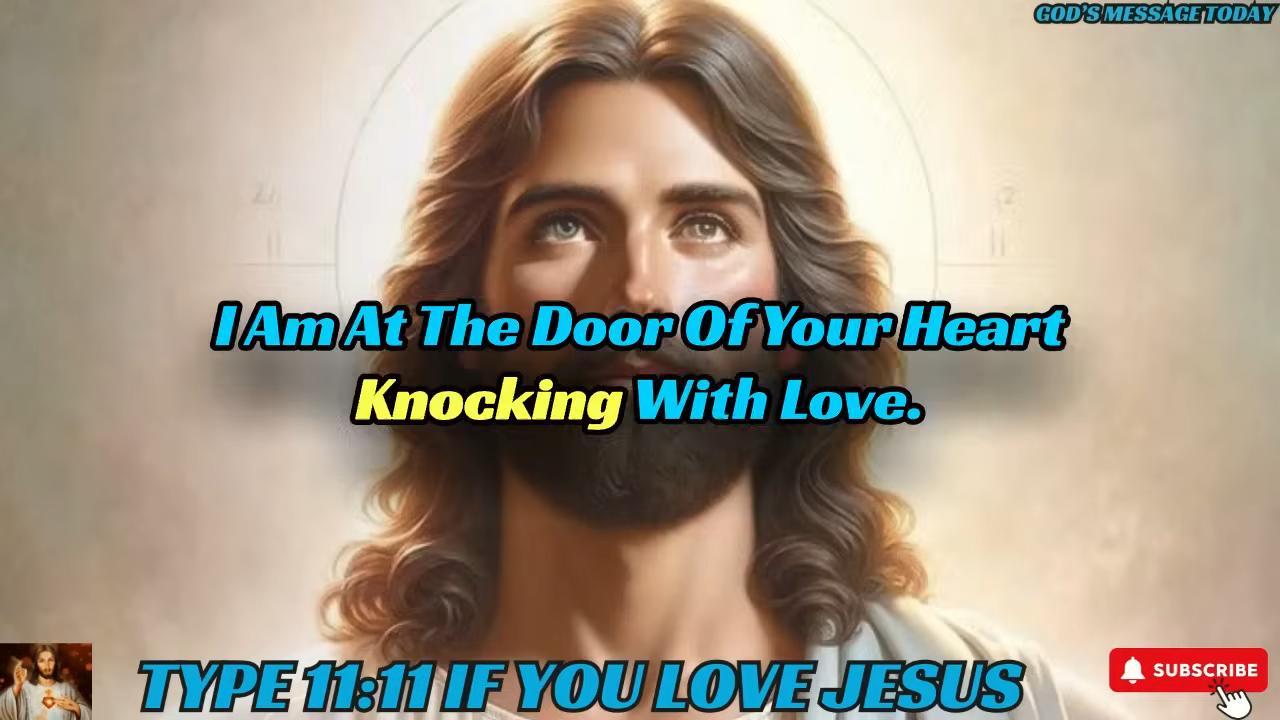 GOD'S MESSAGE TODAY
I Am At The Door Of Your Heart
Knocking With Love.
TYPE 11:11 IF YOU LOVE JESUS
SUBSCRIBE